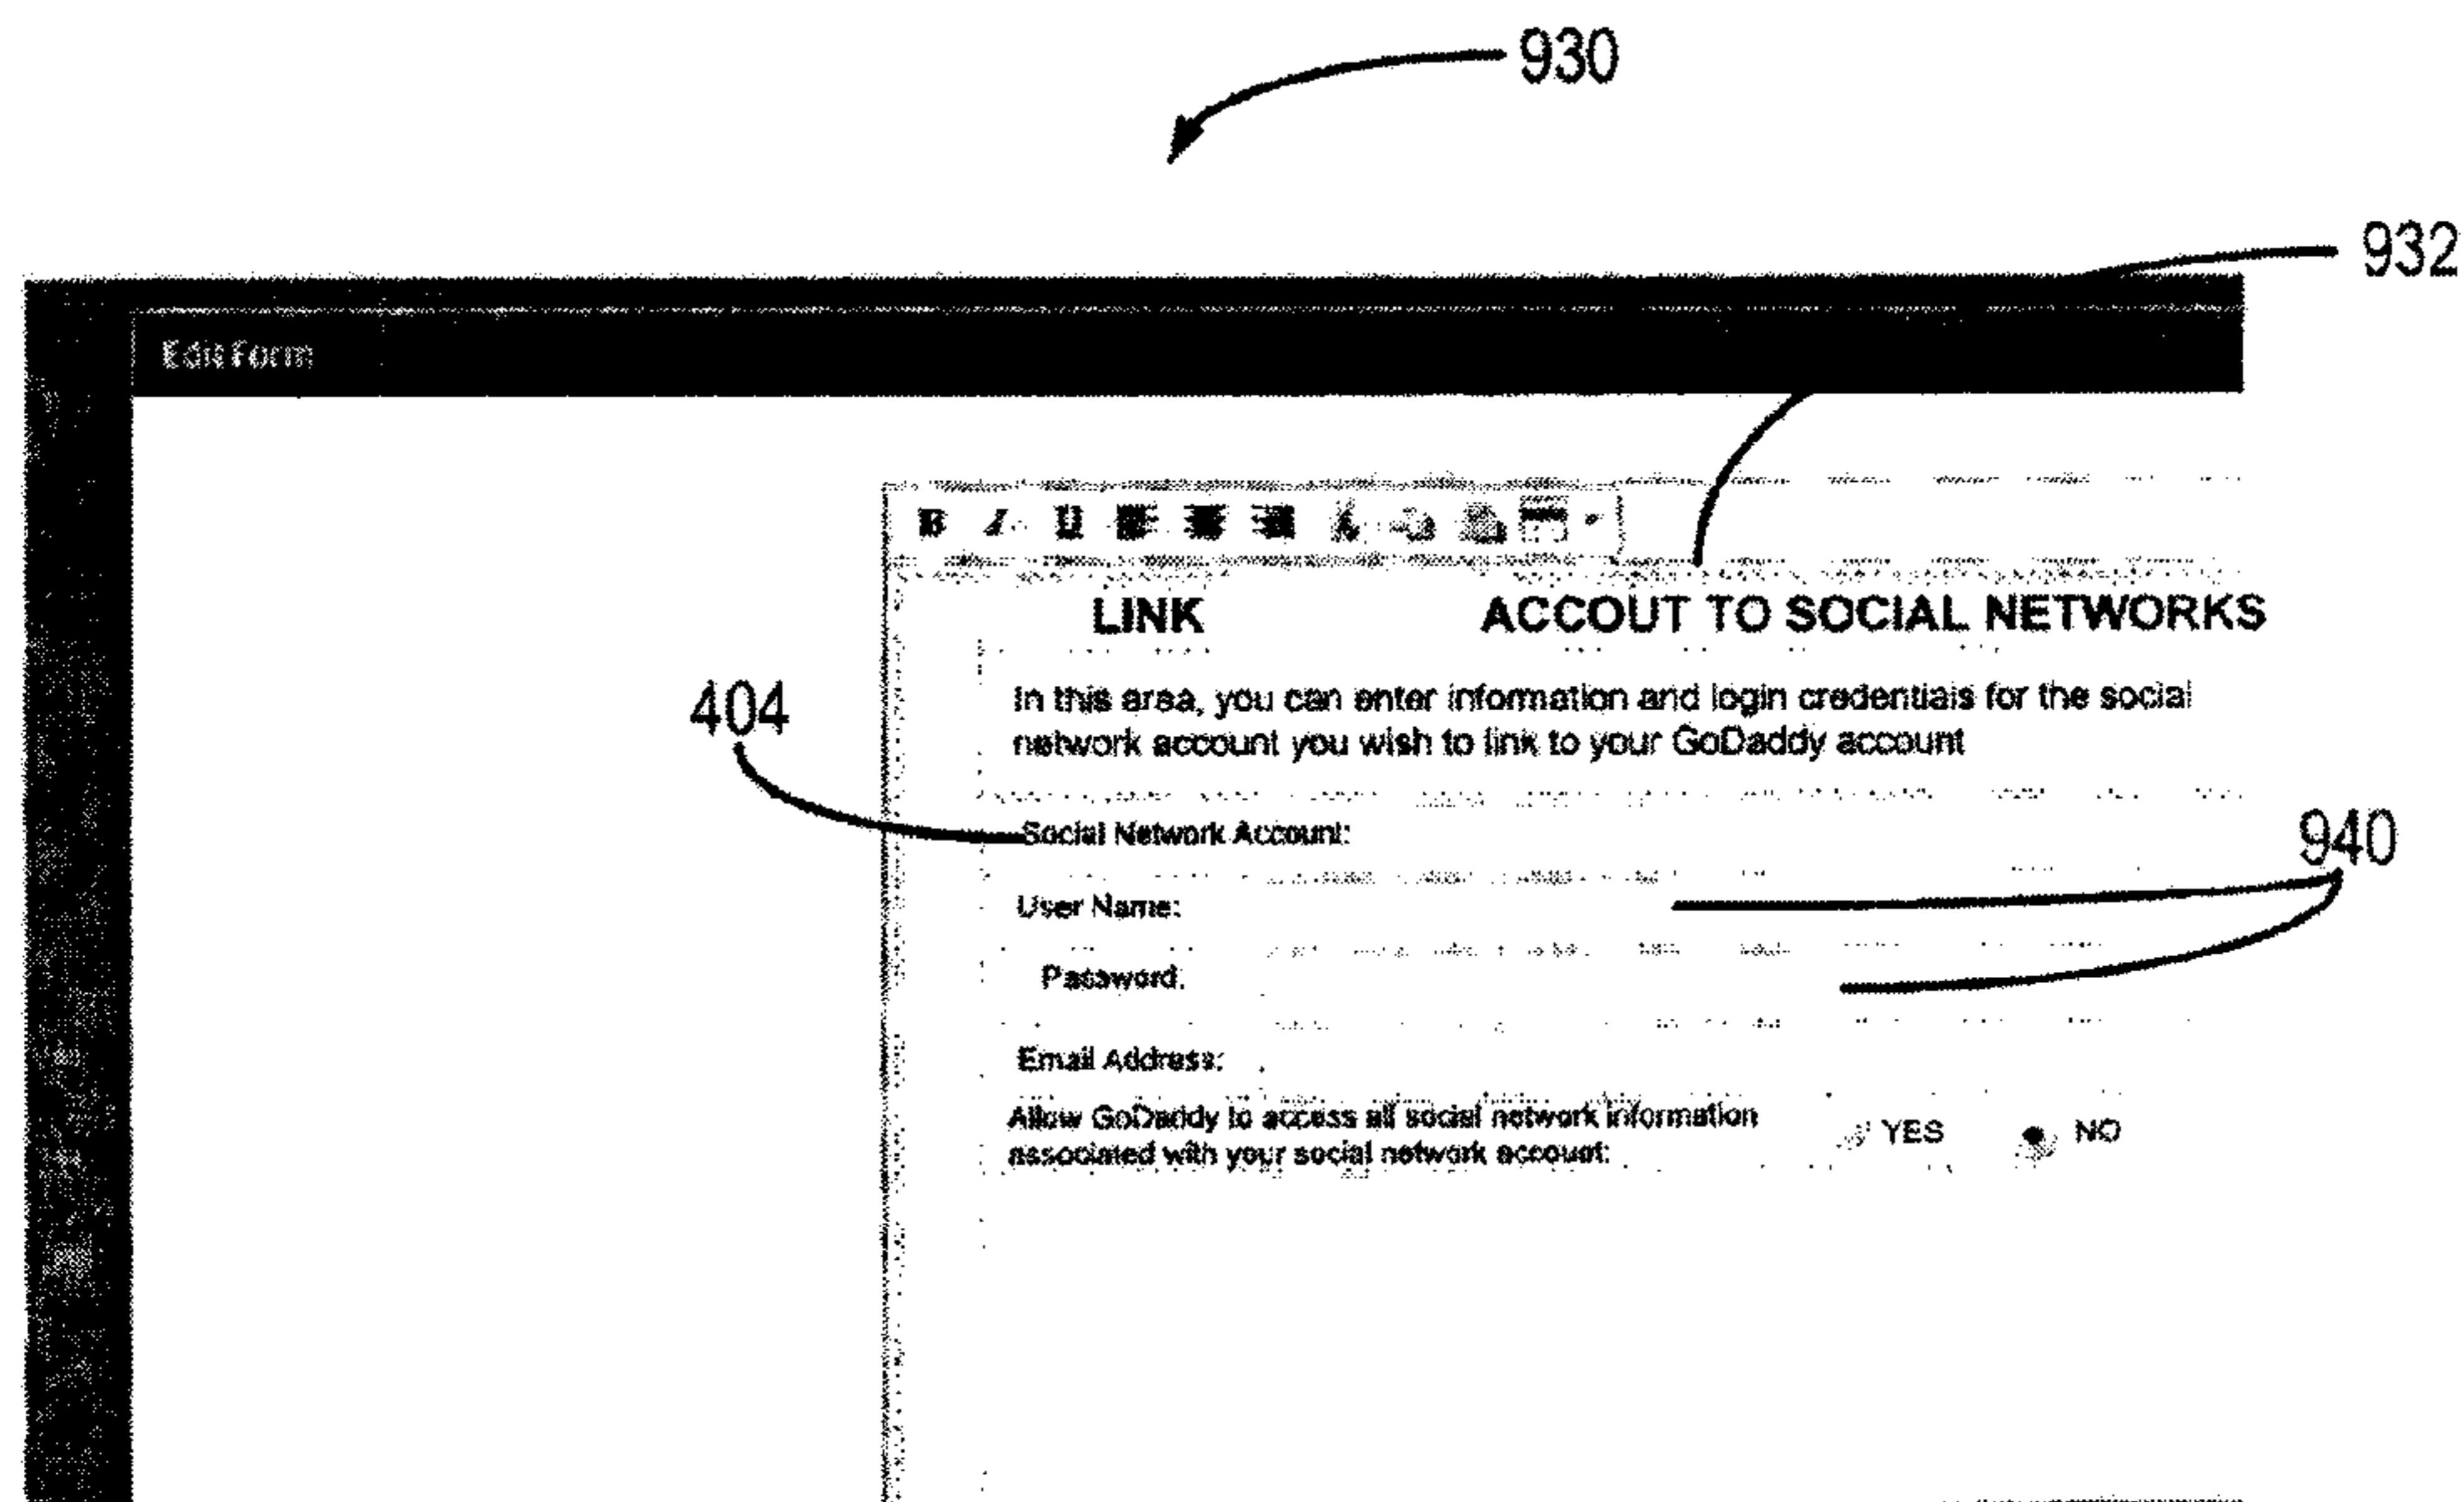 930
932
Edit Form
B I U
LINK ACCOUT TO SOCIAL NETWORKS
In this area, you can enter information and login credentials for the social
network account you wish to link to your GoDaddy account
404
Social Network Account:
940
User Name:
Password:
Email Address:
Allow GoDaddy to access all social network information
associated with your social network account:
YES NO